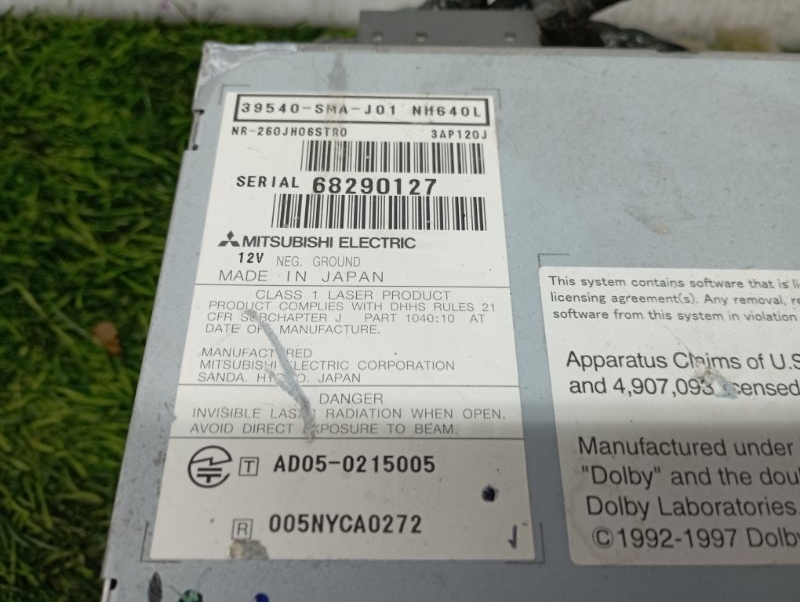 39540-SMA-J01 NH640L
NR-260JH06STR0 3AP120J
SERIAL 68290127
MITSUBISHI ELECTRIC
12V NEG. GROUND
MADE IN JAPAN
CLASS 1 LASER PRODUCT
PRODUCT COMPLIES WITH DHHS RULES 21
CFR SUBCHAPTER J PART 1040:10 AT
DATE OF MANUFACTURE.
MANUFACTURED
MITSUBISHI ELECTRIC CORPORATION
SANDA. HYOGO. JAPAN
DANGER
INVISIBLE LASER RADIATION WHEN OPEN.
AVOID DIRECT EXPOSURE TO BEAM.
T AD05-0215005
R 005NYCA0272
This system contains software that is
licensing agreement(s). Any removal,
software from this system in violation
Apparatus Claims of U.S
and 4,907,093 licensed
Manufactured under
"Dolby" and the
Dolby Laboratories.
©1992-1997 Dolby